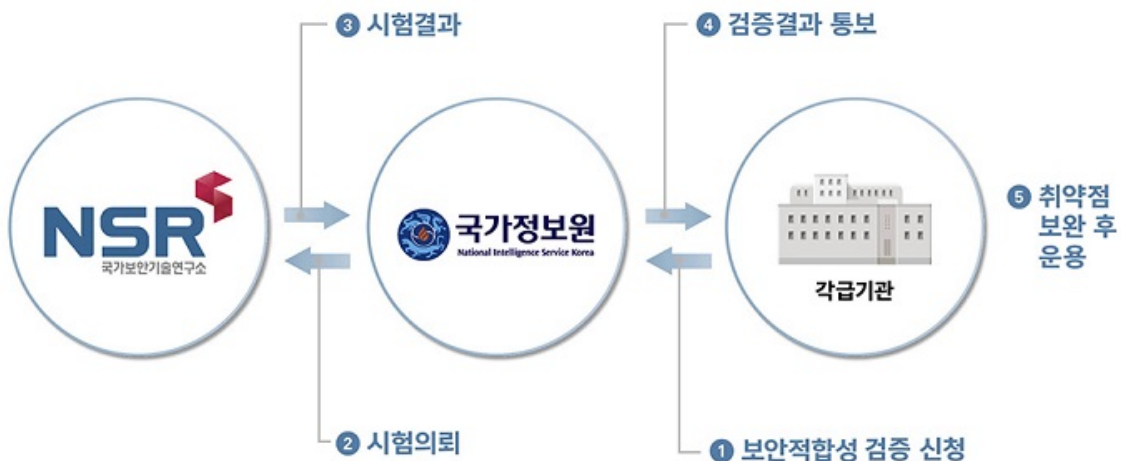 ③ 시험결과
④ 검증결과 통보
NSR
국가보안기술연구소
국가정보원
National Intelligence Service Korea
각급기관
⑤ 취약점
보완 후
운용
② 시험의뢰
① 보안적합성 검증 신청